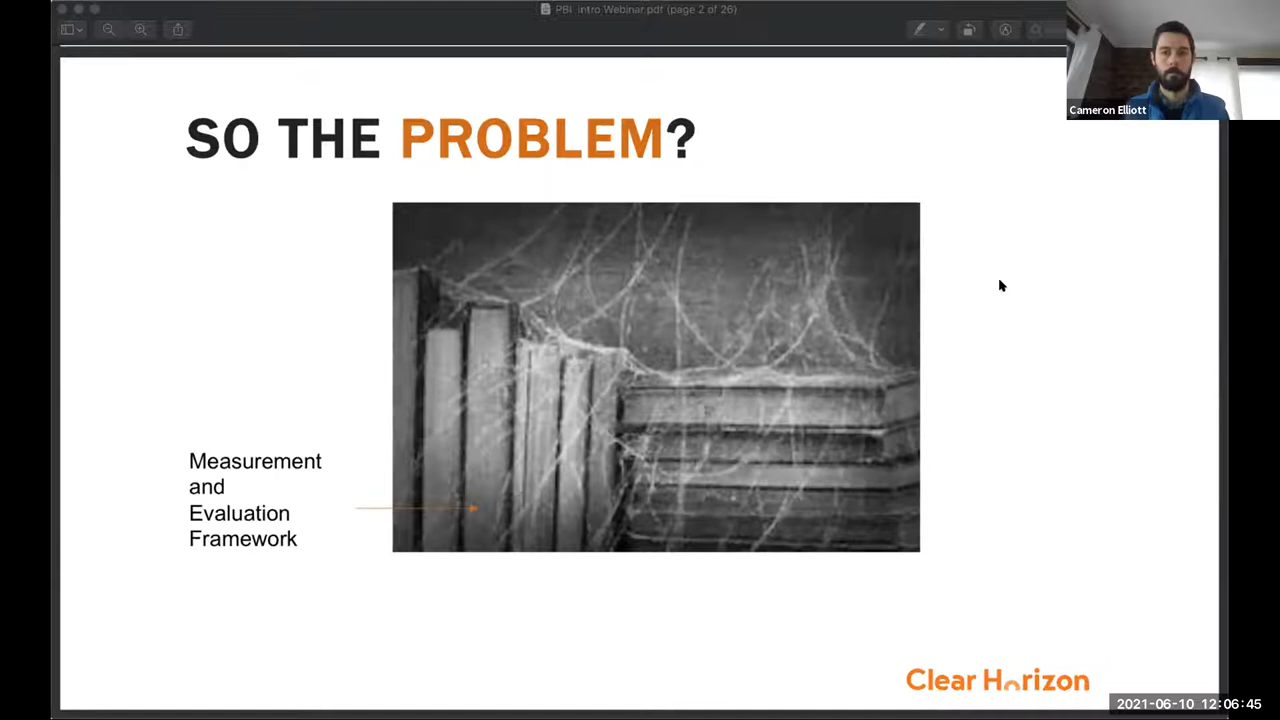 PBI_intro Webinar.pdf (page 2 of 26)
Cameron Elliott
SO THE PROBLEM?
Measurement
and
Evaluation
Framework
Clear Horizon
2021-06-10 12:06:45